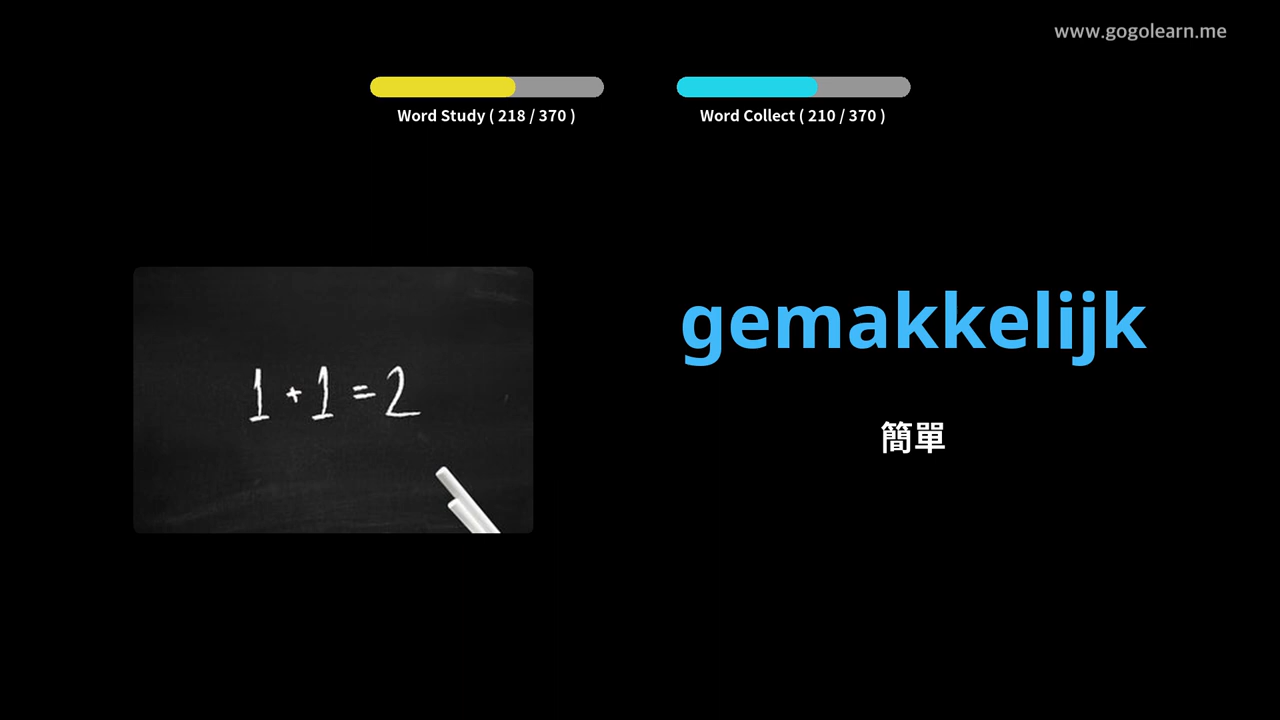 www.gogolearn.me
Word Study ( 218 / 370 )
Word Collect ( 210 / 370 )
1 + 1 = 2
gemakkelijk
簡單